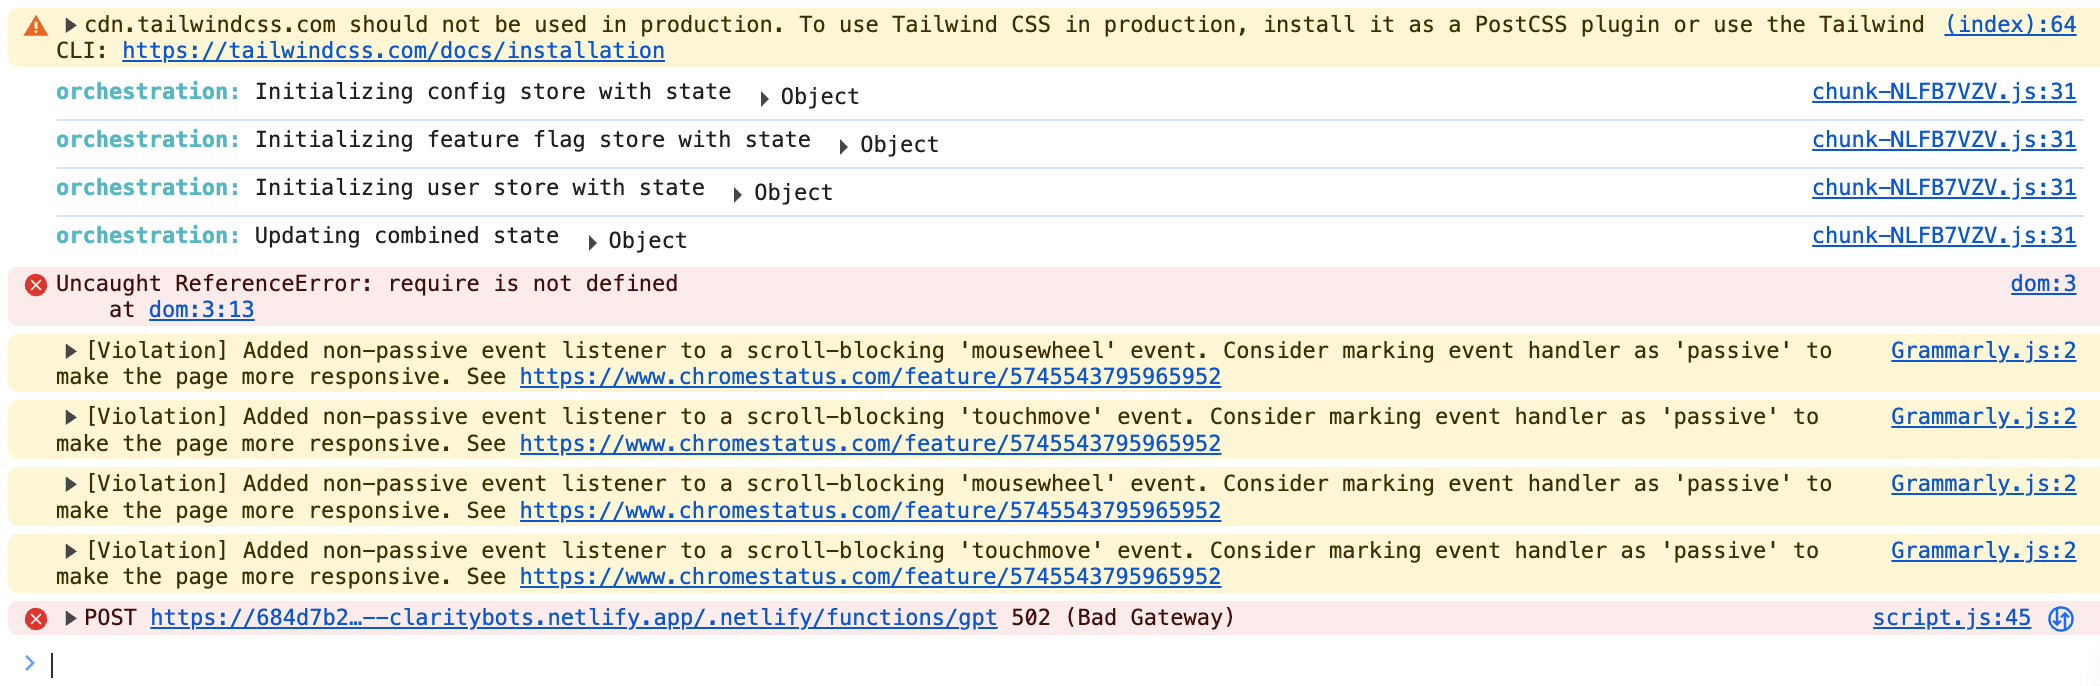 cdn.tailwindcss.com should not be used in production. To use Tailwind CSS in production, install it as a PostCSS plugin or use the Tailwind (index):64
CLI: https://tailwindcss.com/docs/installation
orchestration: Initializing config store with state Object chunk-NLFB7VZV.js:31
orchestration: Initializing feature flag store with state Object chunk-NLFB7VZV.js:31
orchestration: Initializing user store with state Object chunk-NLFB7VZV.js:31
orchestration: Updating combined state Object chunk-NLFB7VZV.js:31
Uncaught ReferenceError: require is not defined dom:3
at dom:3:13
[Violation] Added non-passive event listener to a scroll-blocking 'mousewheel' event. Consider marking event handler as 'passive' to Grammarly.js:2
make the page more responsive. See https://www.chromestatus.com/feature/5745543795965952
[Violation] Added non-passive event listener to a scroll-blocking 'touchmove' event. Consider marking event handler as 'passive' to Grammarly.js:2
make the page more responsive. See https://www.chromestatus.com/feature/5745543795965952
[Violation] Added non-passive event listener to a scroll-blocking 'mousewheel' event. Consider marking event handler as 'passive' to Grammarly.js:2
make the page more responsive. See https://www.chromestatus.com/feature/5745543795965952
[Violation] Added non-passive event listener to a scroll-blocking 'touchmove' event. Consider marking event handler as 'passive' to Grammarly.js:2
make the page more responsive. See https://www.chromestatus.com/feature/5745543795965952
POST https://684d7b2…--claritybots.netlify.app/.netlify/functions/gpt 502 (Bad Gateway) script.js:45